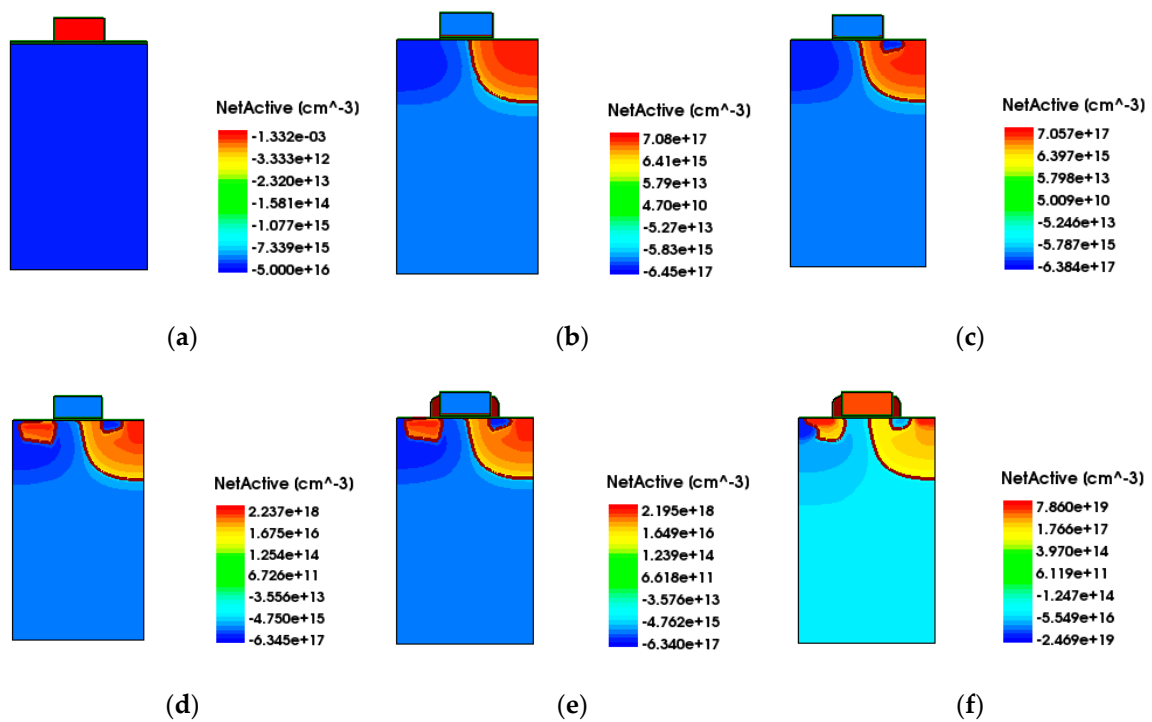 NetActive (cm^-3)
-1.332e-03
-3.333e+12
-2.320e+13
-1.581e+14
-1.077e+15
-7.339e+15
-5.000e+16
(a)
NetActive (cm^-3)
7.08e+17
6.41e+15
5.79e+13
4.70e+10
-5.27e+13
-5.83e+15
-6.45e+17
(b)
NetActive (cm^-3)
7.057e+17
6.397e+15
5.798e+13
5.009e+10
-5.246e+13
-5.787e+15
-6.384e+17
(c)
NetActive (cm^-3)
2.237e+18
1.675e+16
1.254e+14
6.726e+11
-3.556e+13
-4.750e+15
-6.345e+17
(d)
NetActive (cm^-3)
2.195e+18
1.649e+16
1.239e+14
6.618e+11
-3.576e+13
-4.762e+15
-6.340e+17
(e)
NetActive (cm^-3)
7.860e+19
1.766e+17
3.970e+14
6.119e+11
-1.247e+14
-5.549e+16
-2.469e+19
(f)